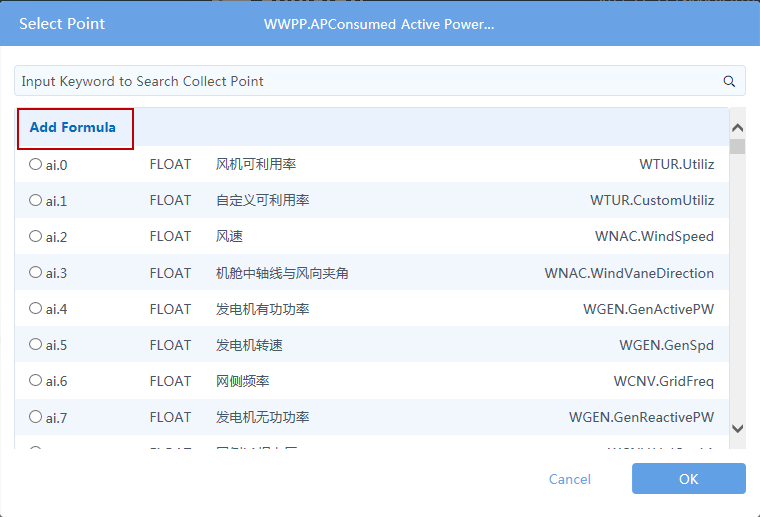 Select Point WWPP.APConsumed Active Power...
Input Keyword to Search Collect Point
Add Formula
ai.0 FLOAT 风机可利用率 WTUR.Utiliz
ai.1 FLOAT 自定义可利用率 WTUR.CustomUtiliz
ai.2 FLOAT 风速 WNAC.WindSpeed
ai.3 FLOAT 机舱中轴线与风向夹角 WNAC.WindVaneDirection
ai.4 FLOAT 发电机有功功率 WGEN.GenActivePW
ai.5 FLOAT 发电机转速 WGEN.GenSpd
ai.6 FLOAT 网侧频率 WCNV.GridFreq
ai.7 FLOAT 发电机无功功率 WGEN.GenReactivePW
Cancel OK